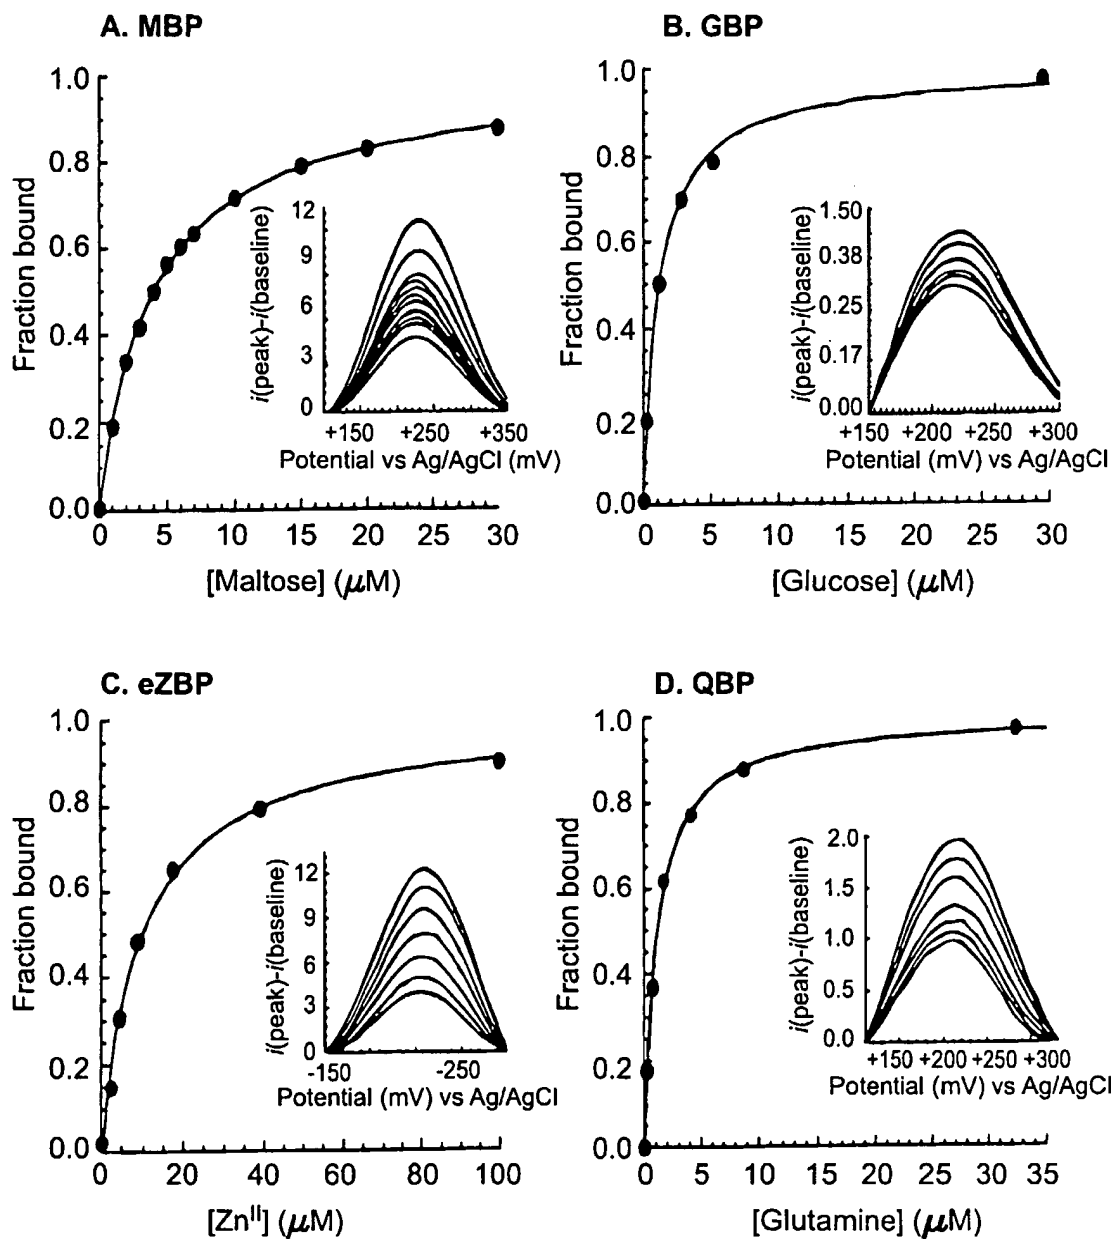 A. MBP
1.0
0.8
0.6
0.4
0.2
0.0
Fraction bound
0 5 10 15 20 25 30
[Maltose] (μM)
12
9
6
3
0
i(peak)-i(baseline)
+150 +250 +350
Potential vs Ag/AgCl (mV)
B. GBP
1.0
0.8
0.6
0.4
0.2
0.0
Fraction bound
0 5 10 15 20 25 30
[Glucose] (μM)
1.50
0.38
0.25
0.17
0.00
i(peak)-i(baseline)
+150 +200 +250 +300
Potential (mV) vs Ag/AgCl
C. eZBP
1.0
0.8
0.6
0.4
0.2
0.0
Fraction bound
0 20 40 60 80 100
[Znᴵᴵ] (μM)
12
9
6
3
0
i(peak)-i(baseline)
-150 -250
Potential (mV) vs Ag/AgCl
D. QBP
1.0
0.8
0.6
0.4
0.2
0.0
Fraction bound
0 5 10 15 20 25 30 35
[Glutamine] (μM)
2.0
1.5
1.0
0.5
0.0
i(peak)-i(baseline)
+150 +200 +250 +300
Potential (mV) vs Ag/AgCl